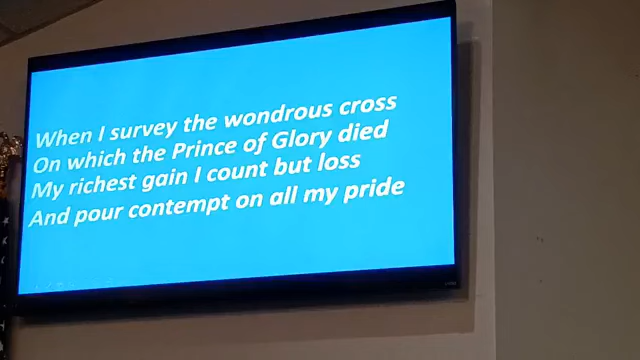 When I survey the wondrous cross
On which the Prince of Glory died
My richest gain I count but loss
And pour contempt on all my pride